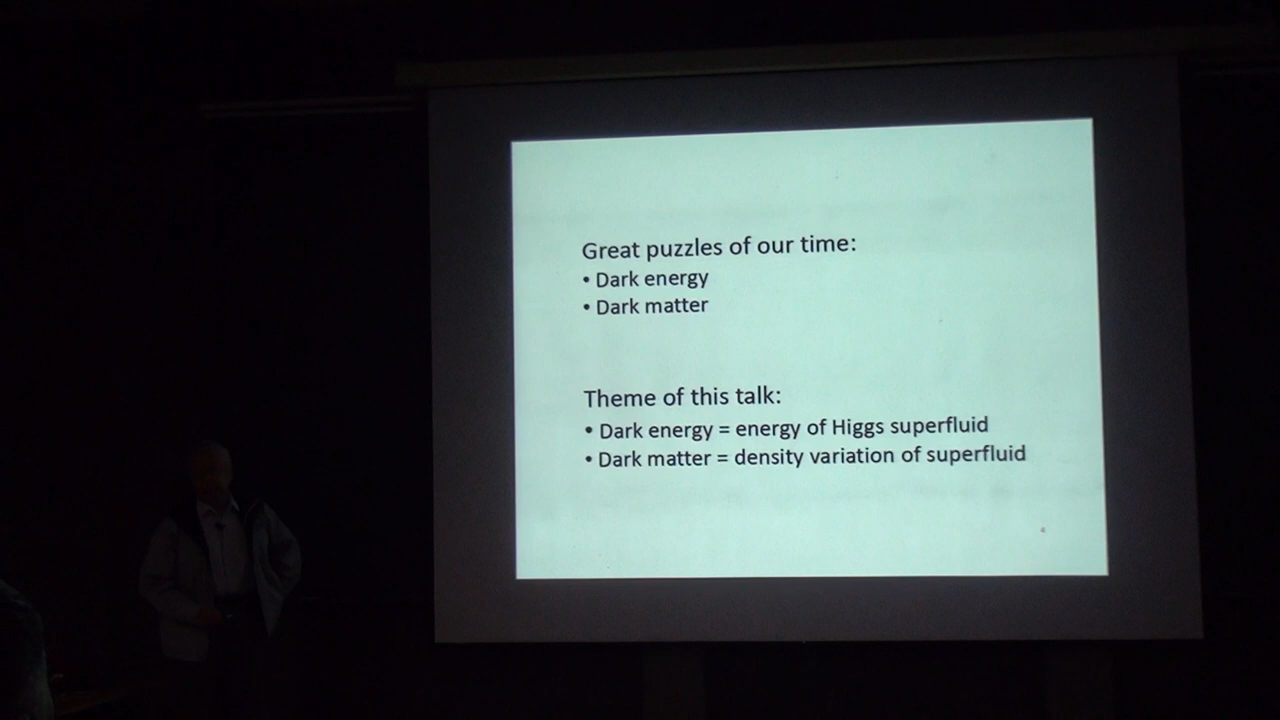 Great puzzles of our time:
• Dark energy
• Dark matter
Theme of this talk:
• Dark energy = energy of Higgs superfluid
• Dark matter = density variation of superfluid